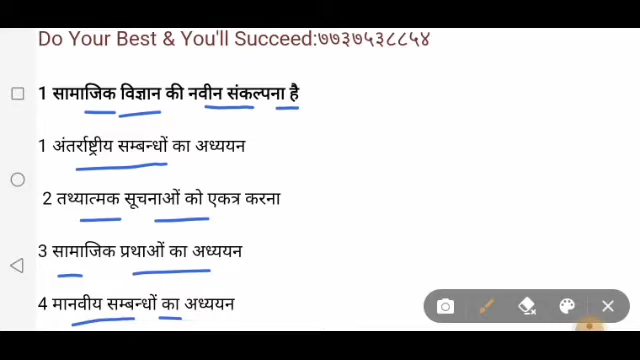 Do Your Best & You'll Succeed:७७३७५३८८५४
1 सामाजिक विज्ञान की नवीन संकल्पना है
1 अंतर्राष्ट्रीय सम्बन्धों का अध्ययन
2 तथ्यात्मक सूचनाओं को एकत्र करना
3 सामाजिक प्रथाओं का अध्ययन
4 मानवीय सम्बन्धों का अध्ययन